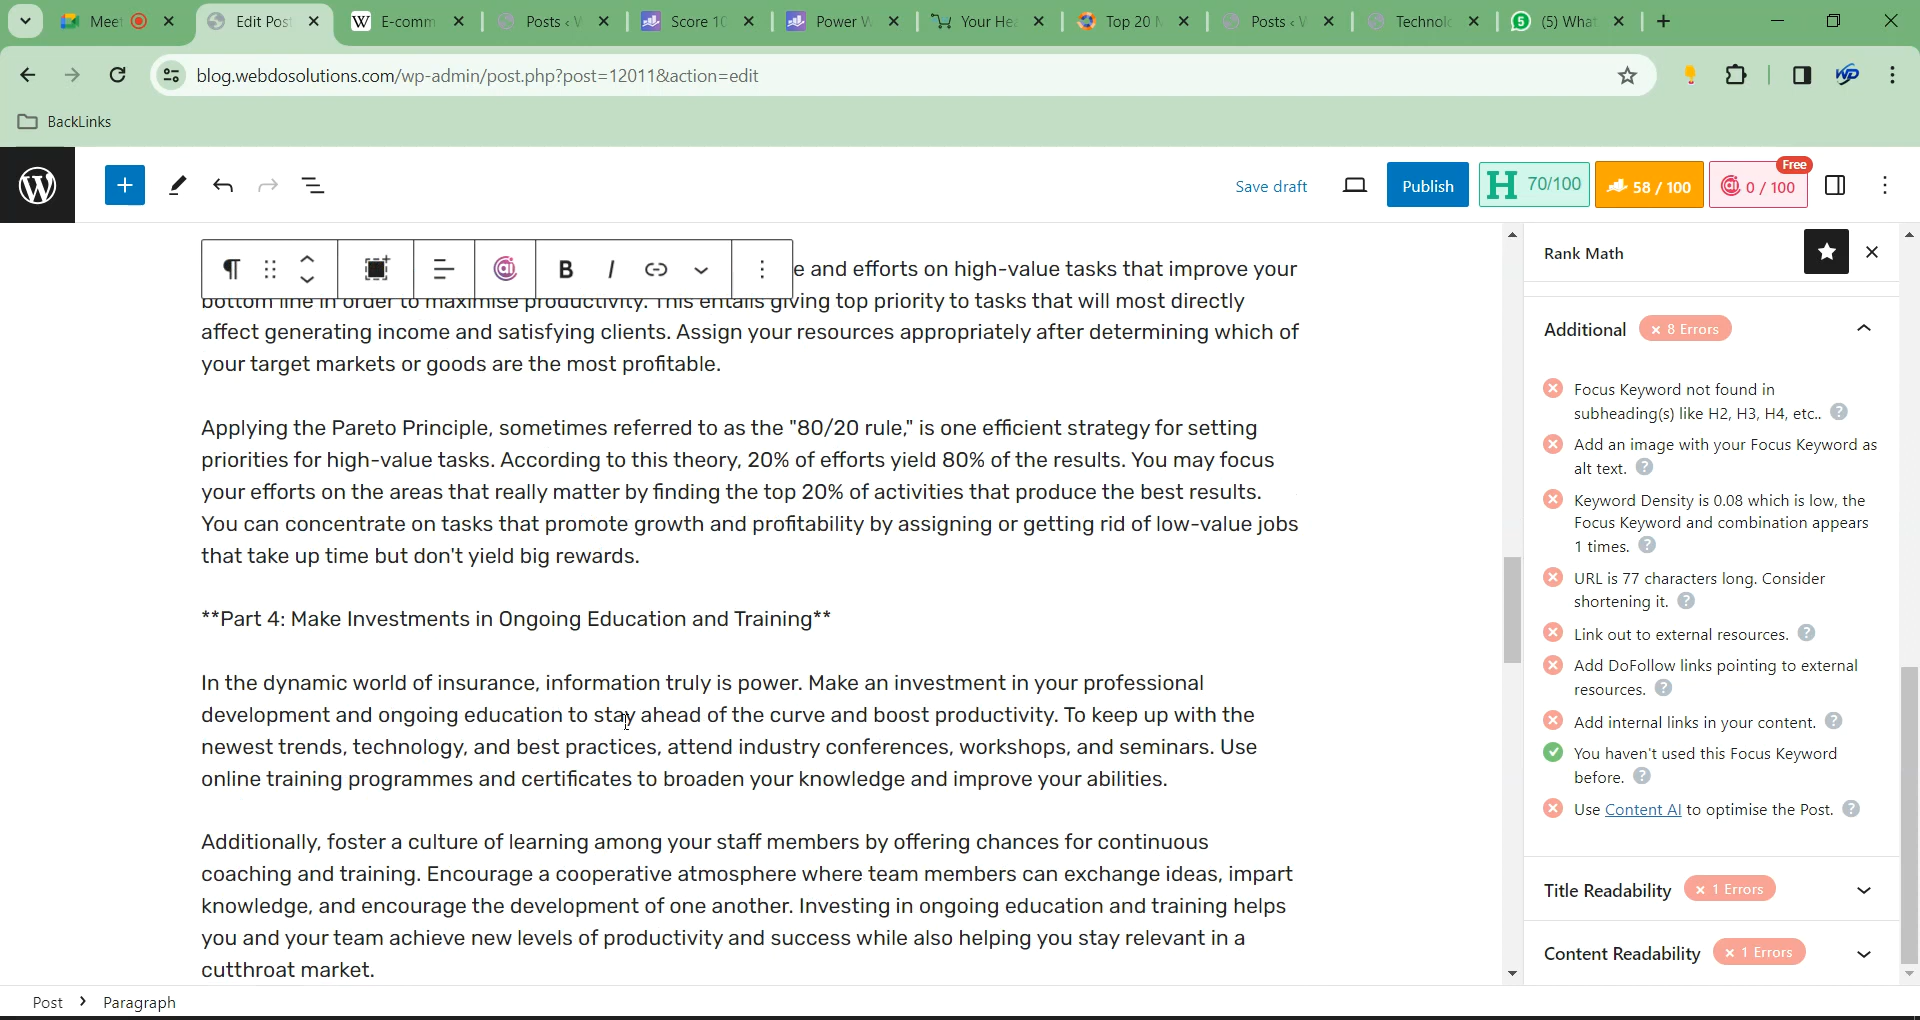 Meet
Edit Pos
E-comm
Posts ‹ W
Score 10
Power W
Your He
Top 20
Posts ‹ W
Technolo
(5) What
blog.webdosolutions.com/wp-admin/post.php?post=12011&action=edit
BackLinks
Save draft
Publish
70/100
58 / 100
Free
0 / 100
e and efforts on high-value tasks that improve your
bottom line in order to maximise productivity. This entails giving top priority to tasks that will most directly
affect generating income and satisfying clients. Assign your resources appropriately after determining which of
your target markets or goods are the most profitable.
Applying the Pareto Principle, sometimes referred to as the "80/20 rule," is one efficient strategy for setting
priorities for high-value tasks. According to this theory, 20% of efforts yield 80% of the results. You may focus
your efforts on the areas that really matter by finding the top 20% of activities that produce the best results.
You can concentrate on tasks that promote growth and profitability by assigning or getting rid of low-value jobs
that take up time but don't yield big rewards.
**Part 4: Make Investments in Ongoing Education and Training**
In the dynamic world of insurance, information truly is power. Make an investment in your professional
development and ongoing education to stay ahead of the curve and boost productivity. To keep up with the
newest trends, technology, and best practices, attend industry conferences, workshops, and seminars. Use
online training programmes and certificates to broaden your knowledge and improve your abilities.
Additionally, foster a culture of learning among your staff members by offering chances for continuous
coaching and training. Encourage a cooperative atmosphere where team members can exchange ideas, impart
knowledge, and encourage the development of one another. Investing in ongoing education and training helps
you and your team achieve new levels of productivity and success while also helping you stay relevant in a
cutthroat market.
Rank Math
Additional × 8 Errors
Focus Keyword not found in
subheading(s) like H2, H3, H4, etc..
Add an image with your Focus Keyword as
alt text.
Keyword Density is 0.08 which is low, the
Focus Keyword and combination appears
1 times.
URL is 77 characters long. Consider
shortening it.
Link out to external resources.
Add DoFollow links pointing to external
resources.
Add internal links in your content.
You haven't used this Focus Keyword
before.
Use Content AI to optimise the Post.
Title Readability × 1 Errors
Content Readability × 1 Errors
Post › Paragraph